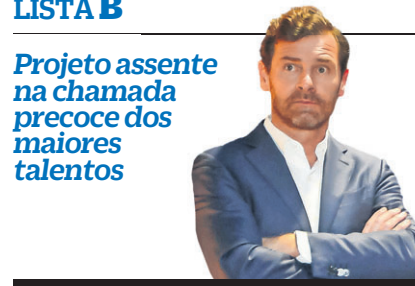 LISTA B
Projeto assente
na chamada
precoce dos
maiores
talentos